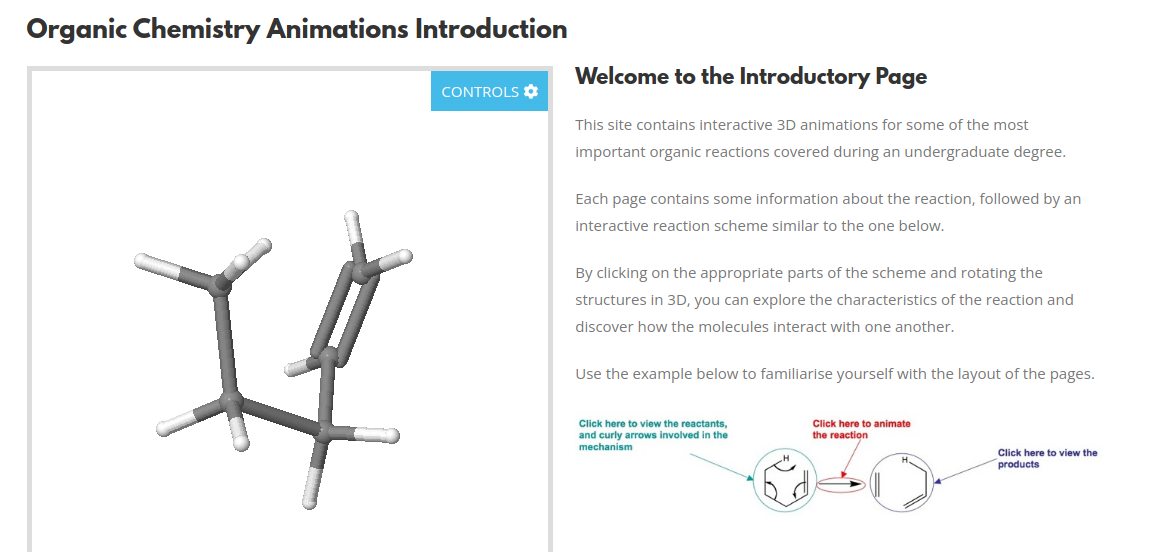 Organic Chemistry Animations Introduction
CONTROLS
Welcome to the Introductory Page
This site contains interactive 3D animations for some of the most
important organic reactions covered during an undergraduate degree.
Each page contains some information about the reaction, followed by an
interactive reaction scheme similar to the one below.
By clicking on the appropriate parts of the scheme and rotating the
structures in 3D, you can explore the characteristics of the reaction and
discover how the molecules interact with one another.
Use the example below to familiarise yourself with the layout of the pages.
Click here to view the reactants,
and curly arrows involved in the
mechanism
Click here to animate
the reaction
Click here to view the
products
H
H